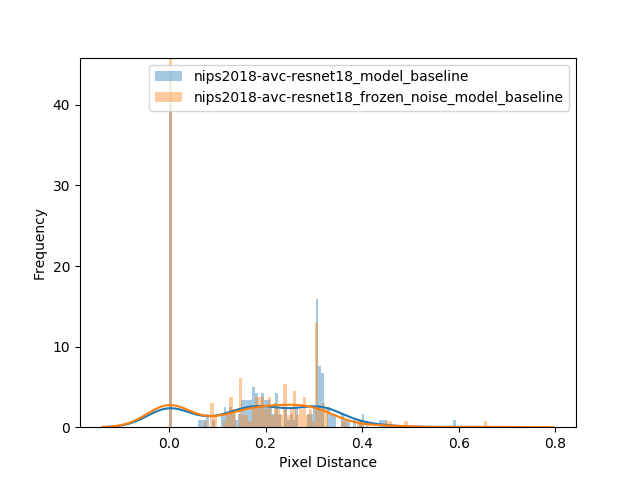 nips2018-avc-resnet18_model_baseline
nips2018-avc-resnet18_frozen_noise_model_baseline
40
30
20
10
0
Frequency
0.0 0.2 0.4 0.6 0.8
Pixel Distance